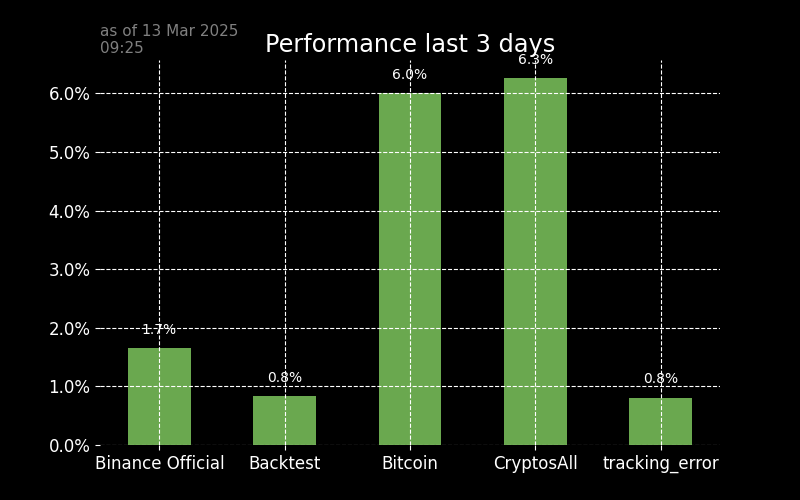 as of 13 Mar 2025
09:25
Performance last 3 days
6.3%
6.0%
6.0%
5.0%
4.0%
3.0%
2.0%
1.7%
1.0%
0.8%
0.8%
0.0%
Binance Official
Backtest
Bitcoin
CryptosAll
tracking_error